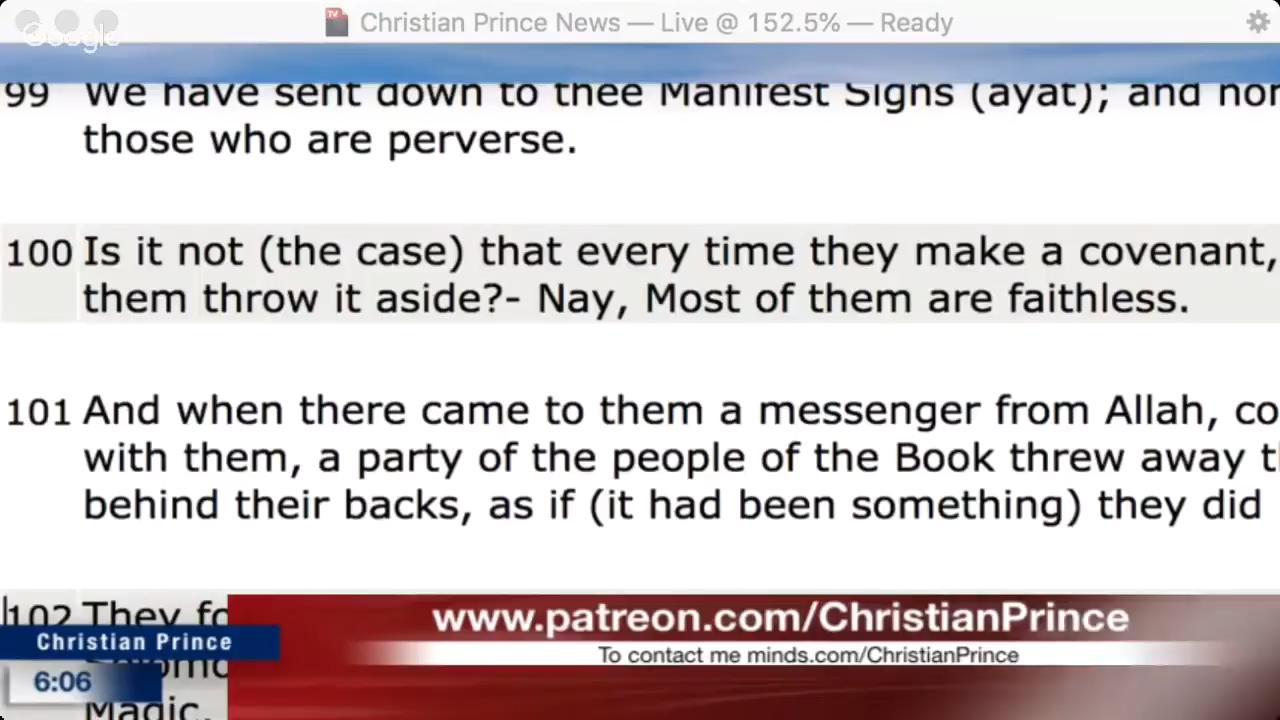 Christian Prince News — Live @ 152.5% — Ready
Google
99 We have sent down to thee Manifest Signs (ayat); and
those who are perverse.
100 Is it not (the case) that every time they make a covenant,
them throw it aside?- Nay, Most of them are faithless.
101 And when there came to them a messenger from Allah, co
with them, a party of the people of the Book threw away
behind their backs, as if (it had been something) they did
102 They fo
www.patreon.com/ChristianPrince
Christian Prince
To contact me minds.com/ChristianPrince
6:06
Magic.